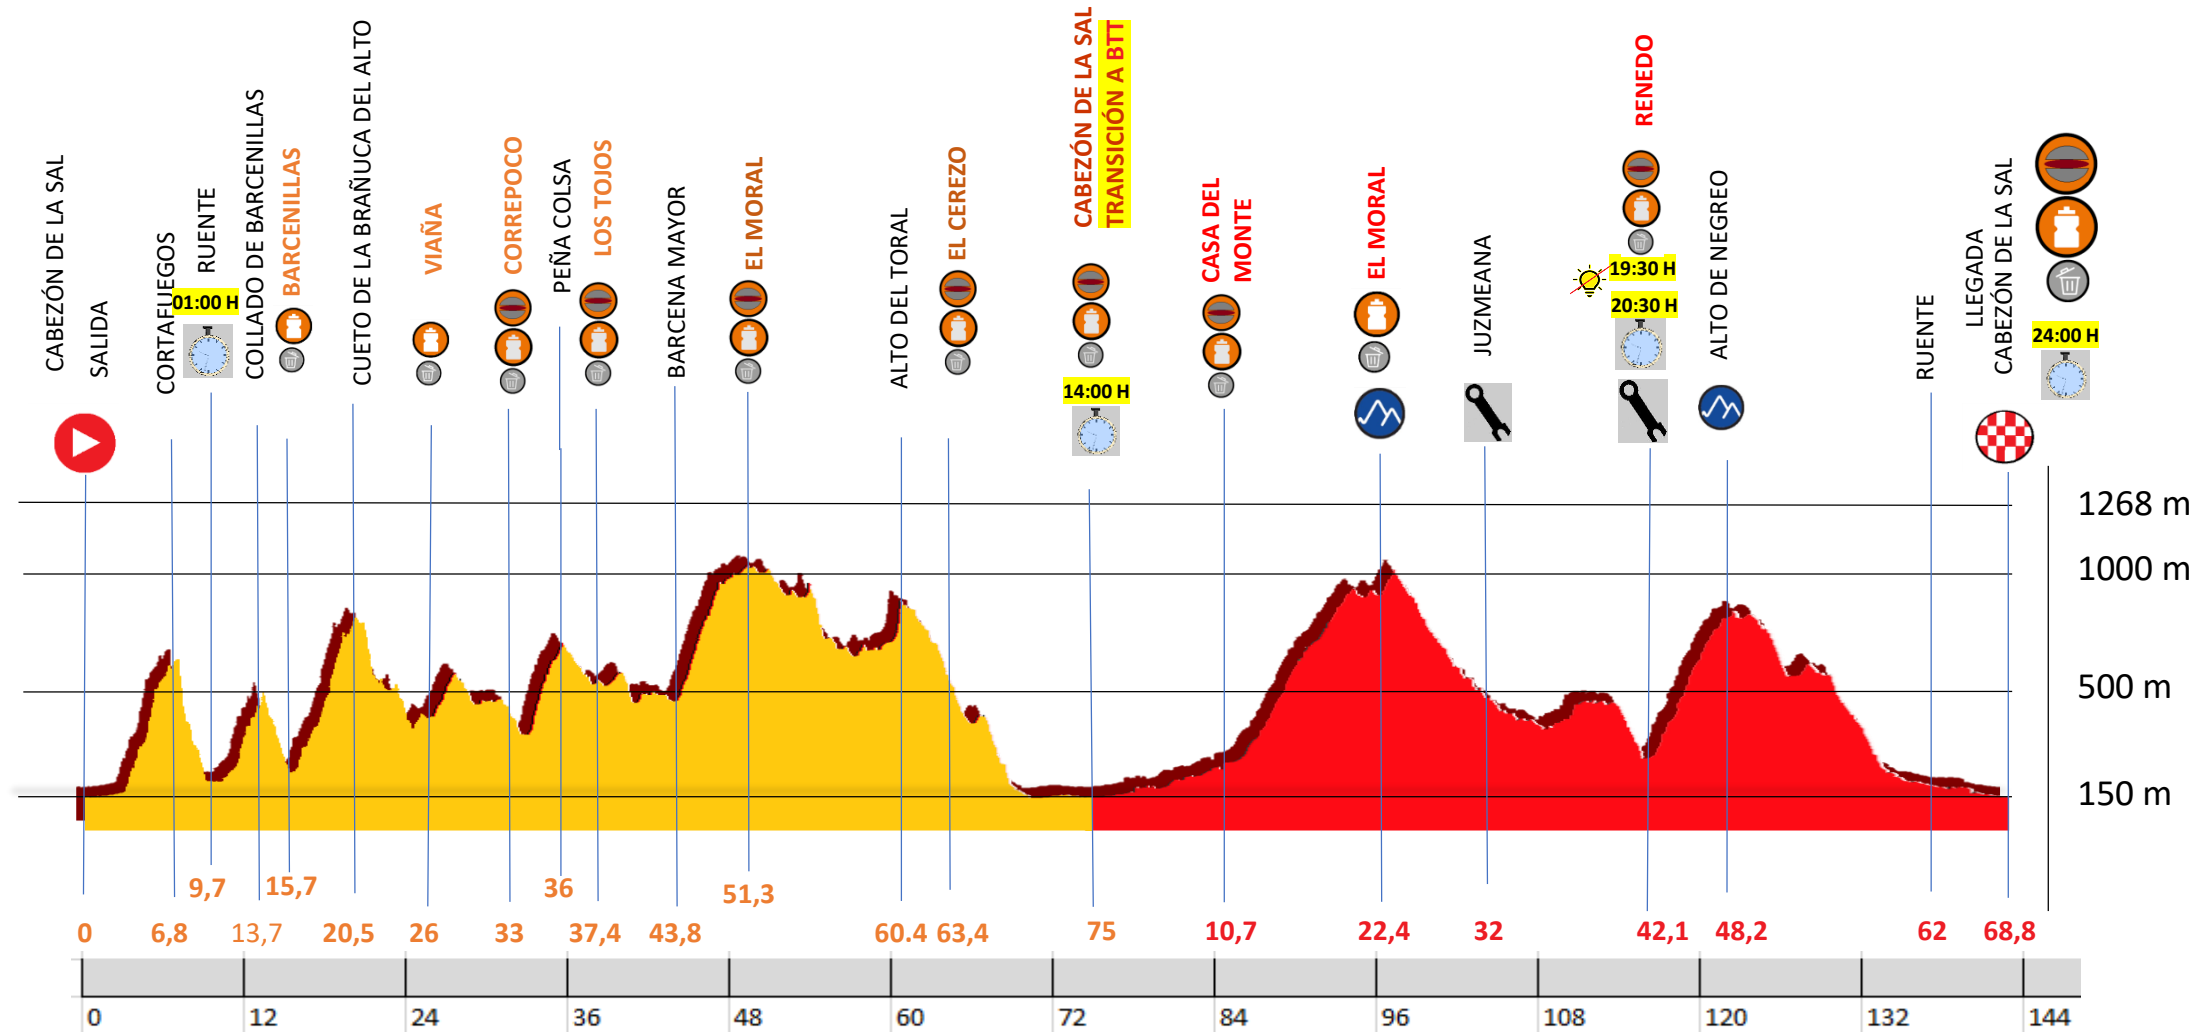 CABEZÓN DE LA SAL
SALIDA
CORTAFUEGOS
RUENTE
01:00 H
COLLADO DE BARCENILLAS
BARCENILLAS
CUETO DE LA BRAÑUCA DEL ALTO
VIAÑA
CORREPOCO
PEÑA COLSA
LOS TOJOS
BARCENA MAYOR
EL MORAL
ALTO DEL TORAL
EL CEREZO
CABEZÓN DE LA SAL
TRANSICIÓN A BTT
14:00 H
CASA DEL
MONTE
EL MORAL
JUZMEANA
RENEDO
19:30 H
20:30 H
ALTO DE NEGREO
RUENTE
LLEGADA
CABEZÓN DE LA SAL
24:00 H
1268 m
1000 m
500 m
150 m
9,7 15,7 36 51,3
0 6,8 13,7 20,5 26 33 37,4 43,8 60.4 63,4 75 10,7 22,4 32 42,1 48,2 62 68,8
0 12 24 36 48 60 72 84 96 108 120 132 144